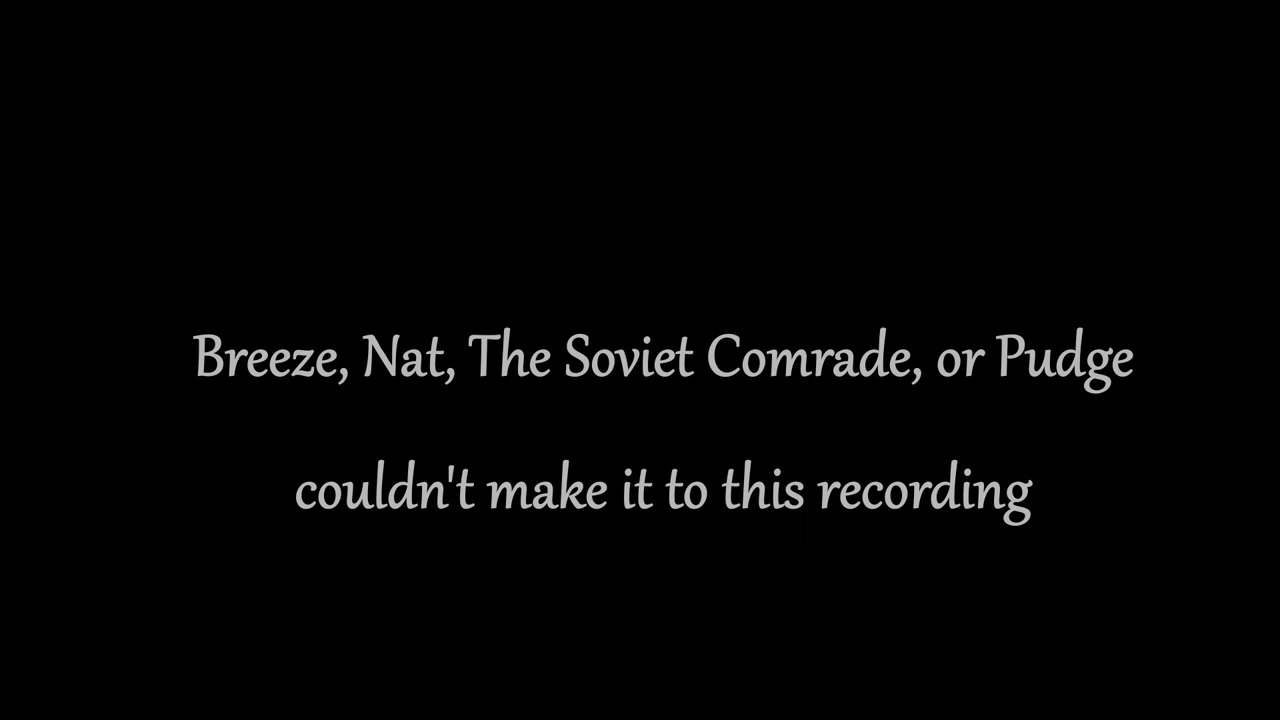 Breeze, Nat, The Soviet Comrade, or Pudge
couldn't make it to this recording